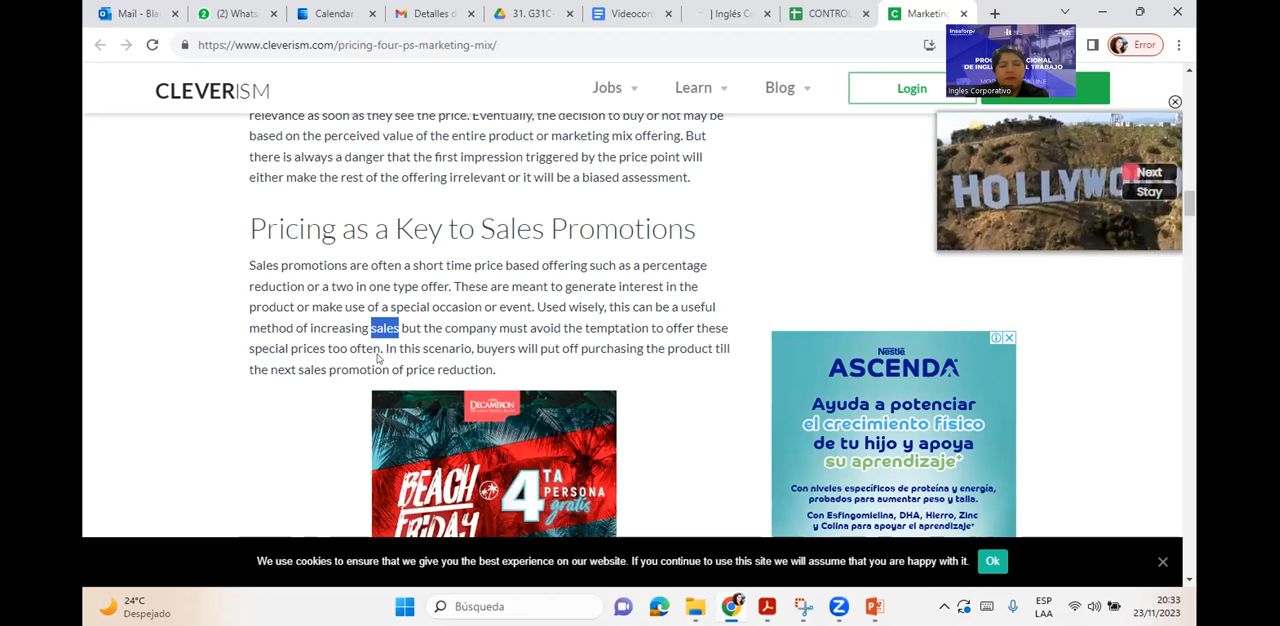 Mail - Bla
(2) Whats
Calendar
Detalles d
31. G31C-
Videocon
| Inglés C
CONTROL
Marketing
https://www.cleverism.com/pricing-four-ps-marketing-mix/
Error
Ingles Corporativo
CLEVERISM
Jobs
Learn
Blog
Login
relevance as soon as they see the price. Eventually, the decision to buy or not may be
based on the perceived value of the entire product or marketing mix offering. But
there is always a danger that the first impression triggered by the price point will
either make the rest of the offering irrelevant or it will be a biased assessment.
HOLLYW
Next
Stay
Pricing as a Key to Sales Promotions
Sales promotions are often a short time price based offering such as a percentage
reduction or a two in one type offer. These are meant to generate interest in the
product or make use of a special occasion or event. Used wisely, this can be a useful
method of increasing sales but the company must avoid the temptation to offer these
special prices too often. In this scenario, buyers will put off purchasing the product till
the next sales promotion of price reduction.
DECAMERON
BEACH
FRIDAY
4TA
PERSONA
gratis
Nestlé
ASCENDA
Ayuda a potenciar
el crecimiento físico
de tu hijo y apoya
su aprendizaje+
Con niveles específicos de proteína y energía,
probados para aumentar peso y talla.
Con Esfingomielina, DHA, Hierro, Zinc
y Colina para apoyar el aprendizaje+
We use cookies to ensure that we give you the best experience on our website. If you continue to use this site we will assume that you are happy with it.
Ok
24°C
Despejado
Búsqueda
ESP
LAA
20:33
23/11/2023